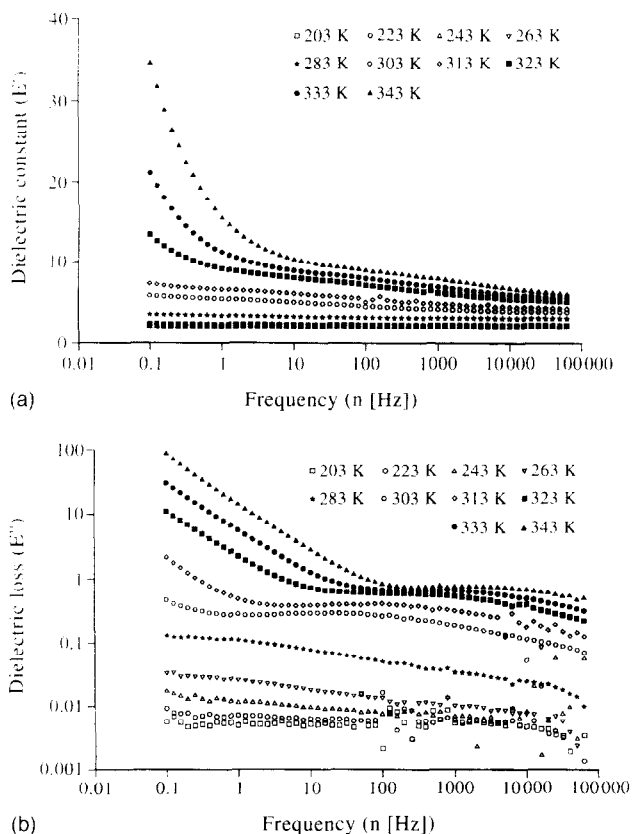 40
30
20
10
0
Dielectric constant (E')
□ 203 K ○ 223 K △ 243 K ▽ 263 K
★ 283 K ○ 303 K ◇ 313 K ■ 323 K
● 333 K ▲ 343 K
0.01 0.1 1 10 100 1000 10000 100000
(a) Frequency (n [Hz])
100
10
1
0.1
0.01
0.001
Dielectric loss (E'')
□ 203 K ○ 223 K △ 243 K ▽ 263 K
★ 283 K ○ 303 K ◇ 313 K ■ 323 K
● 333 K ▲ 343 K
0.01 0.1 1 10 100 1000 10000 100000
(b) Frequency (n [Hz])